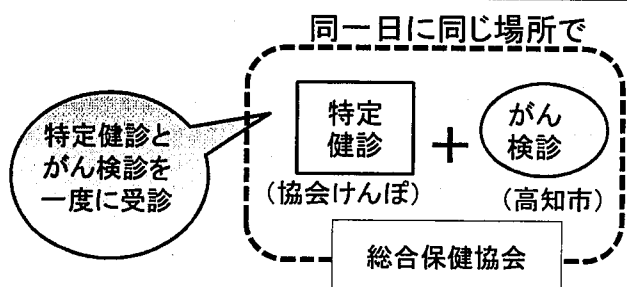 同一日に同じ場所で
特定健診と
がん検診を
一度に受診
特定
健診
+
がん
検診
（協会けんぽ）
（高知市）
総合保健協会